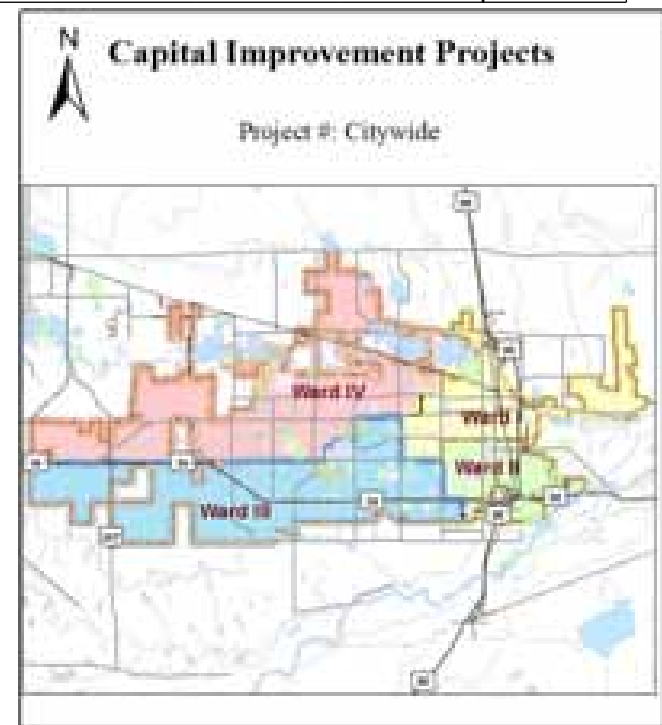 N
Capital Improvement Projects
Project #: Citywide
Ward IV
Ward I
Ward II
Ward III